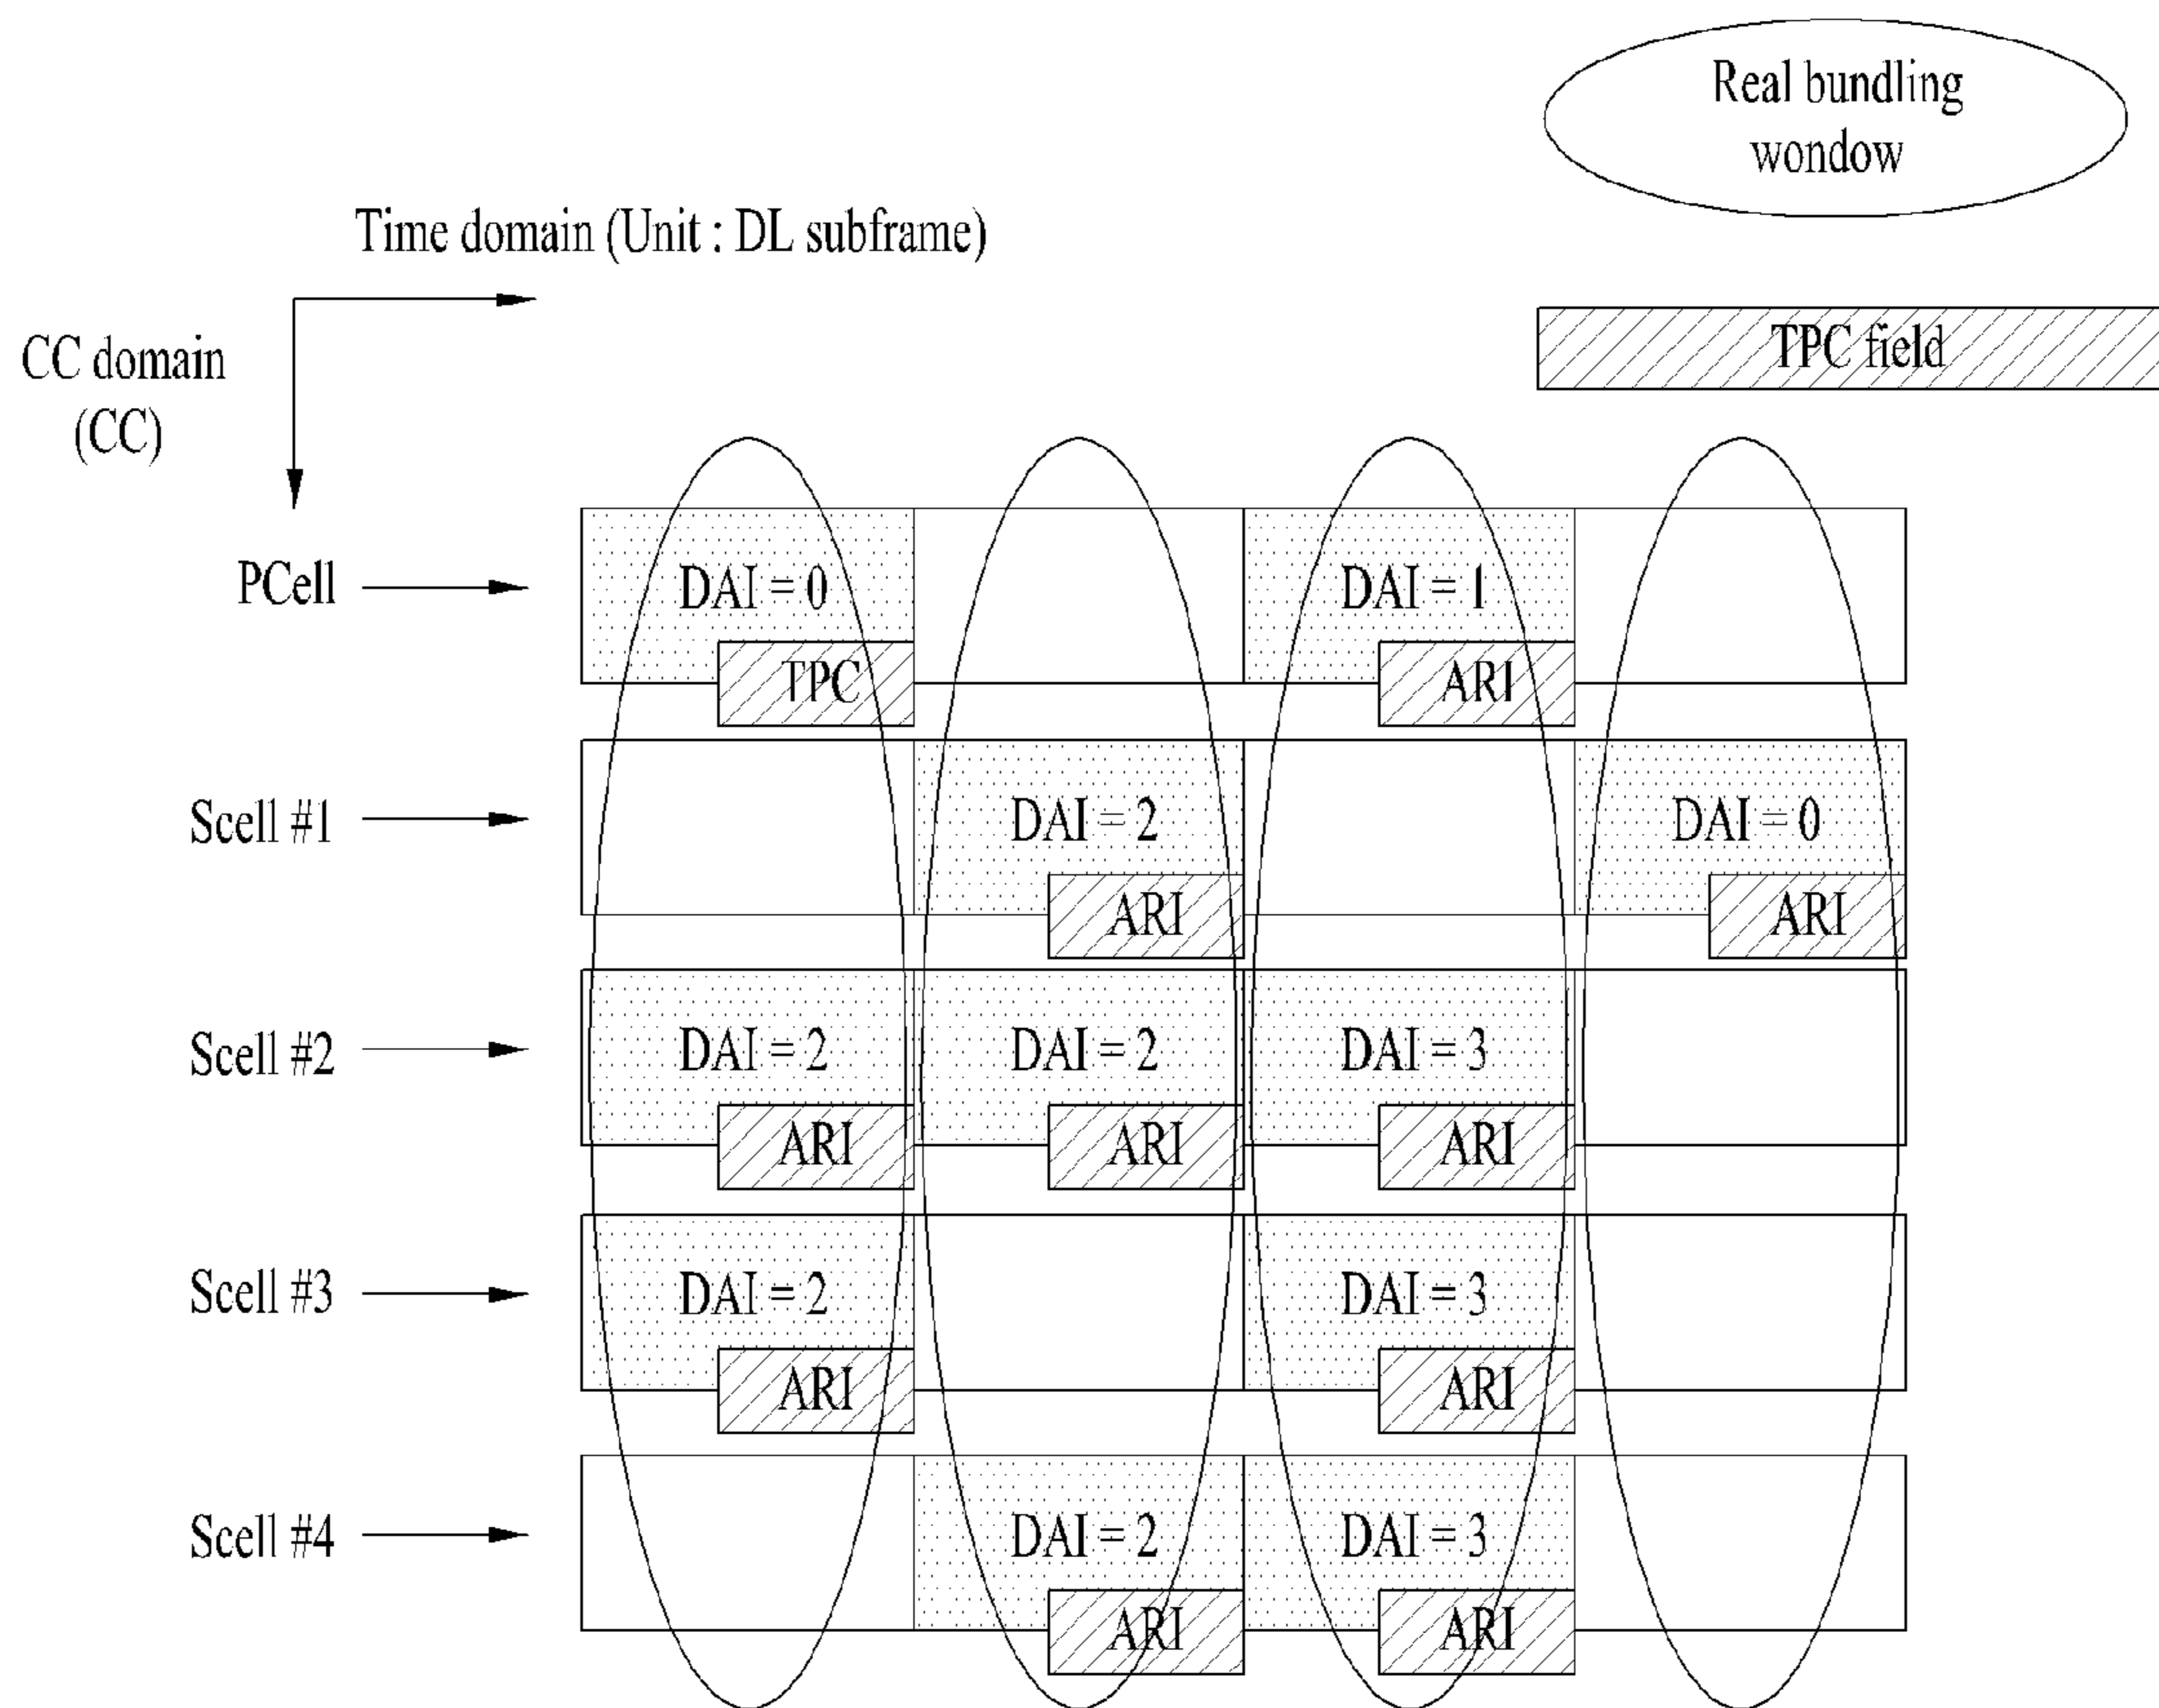 Real bundling
wondow
Time domain (Unit : DL subframe)
TPC field
CC domain
(CC)
PCell
DAI = 0
DAI = 1
TPC
ARI
Scell #1
DAI = 2
DAI = 0
ARI
ARI
Scell #2
DAI = 2
DAI = 2
DAI = 3
ARI
ARI
ARI
Scell #3
DAI = 2
DAI = 3
ARI
ARI
Scell #4
DAI = 2
DAI = 3
ARI
ARI